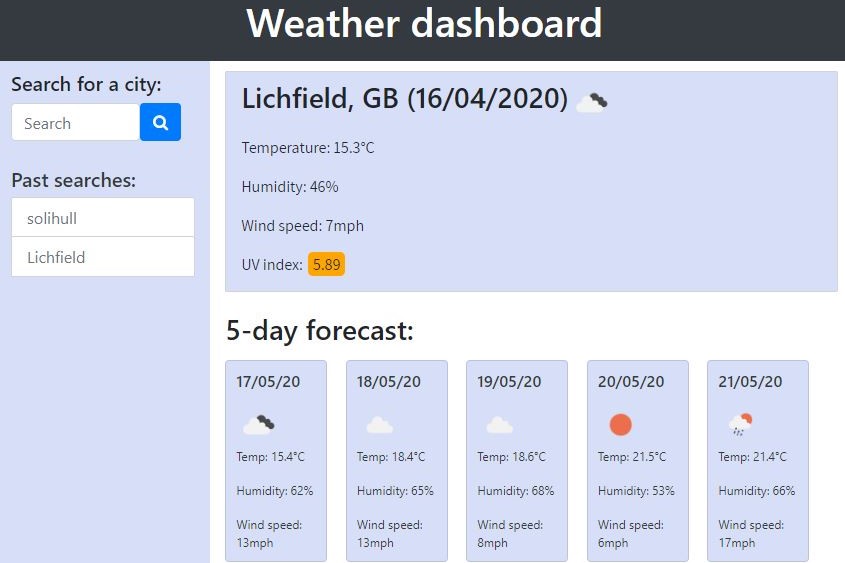 Weather dashboard
Search for a city:
Search
Past searches:
solihull
Lichfield
Lichfield, GB (16/04/2020)
Temperature: 15.3°C
Humidity: 46%
Wind speed: 7mph
UV index: 5.89
5-day forecast:
17/05/20
Temp: 15.4°C
Humidity: 62%
Wind speed:
13mph
18/05/20
Temp: 18.4°C
Humidity: 65%
Wind speed:
13mph
19/05/20
Temp: 18.6°C
Humidity: 68%
Wind speed:
8mph
20/05/20
Temp: 21.5°C
Humidity: 53%
Wind speed:
6mph
21/05/20
Temp: 21.4°C
Humidity: 66%
Wind speed:
17mph